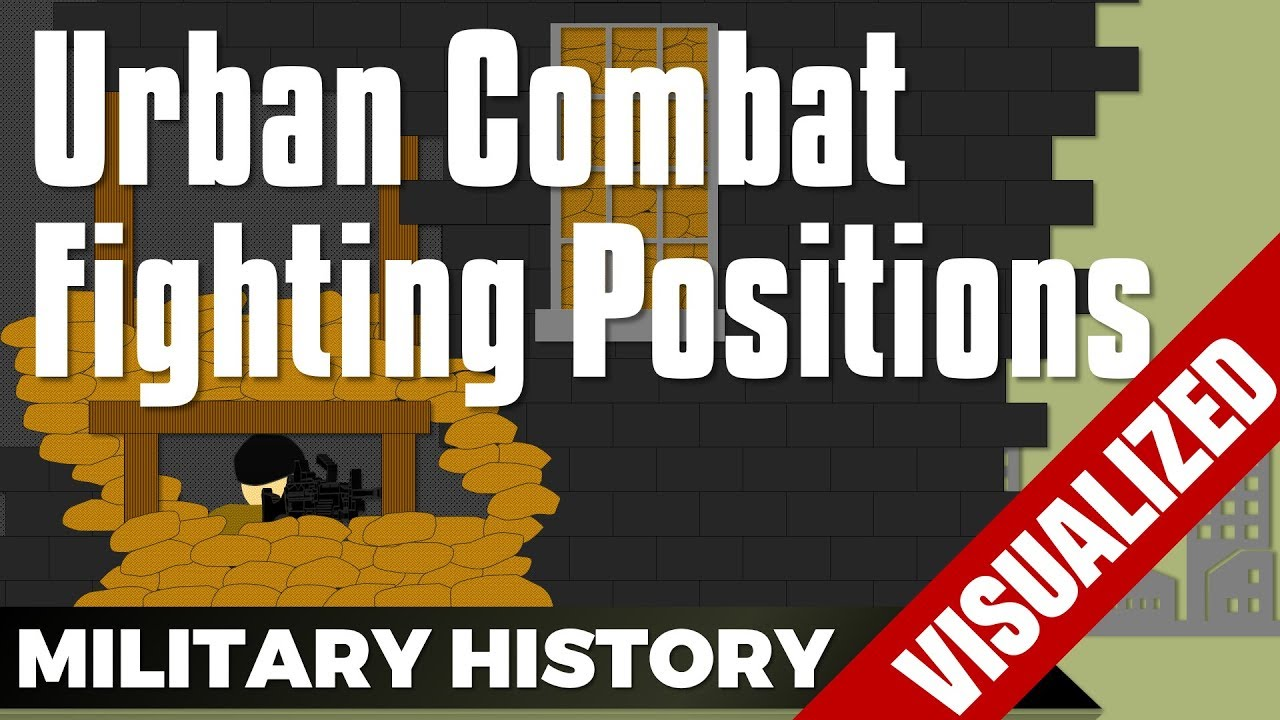 Urban Combat
Fighting Positions
MILITARY HISTORY
VISUALIZED